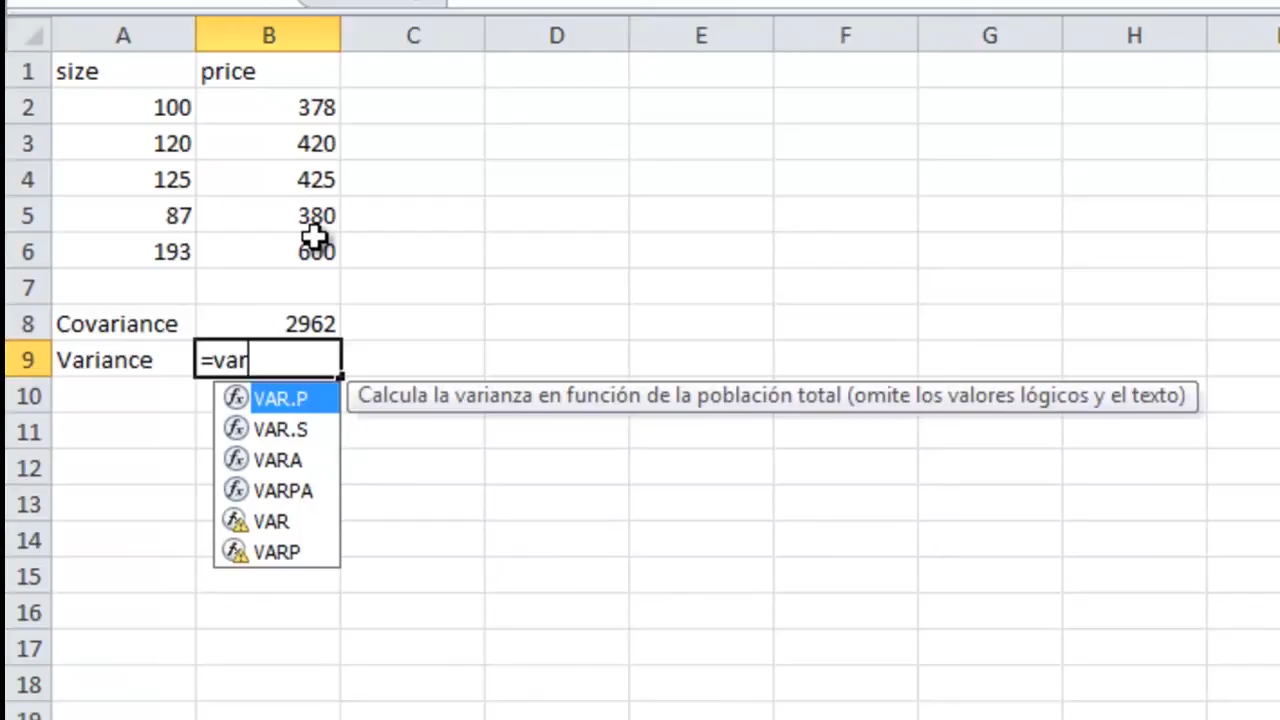 A B C D E F G H
1 size price
2 100 378
3 120 420
4 125 425
5 87 380
6 193 600
7
8 Covariance 2962
9 Variance =var
10 VAR.P Calcula la varianza en función de la población total (omite los valores lógicos y el texto)
11 VAR.S
12 VARA
13 VARPA
14 VAR
15 VARP
16
17
18
19